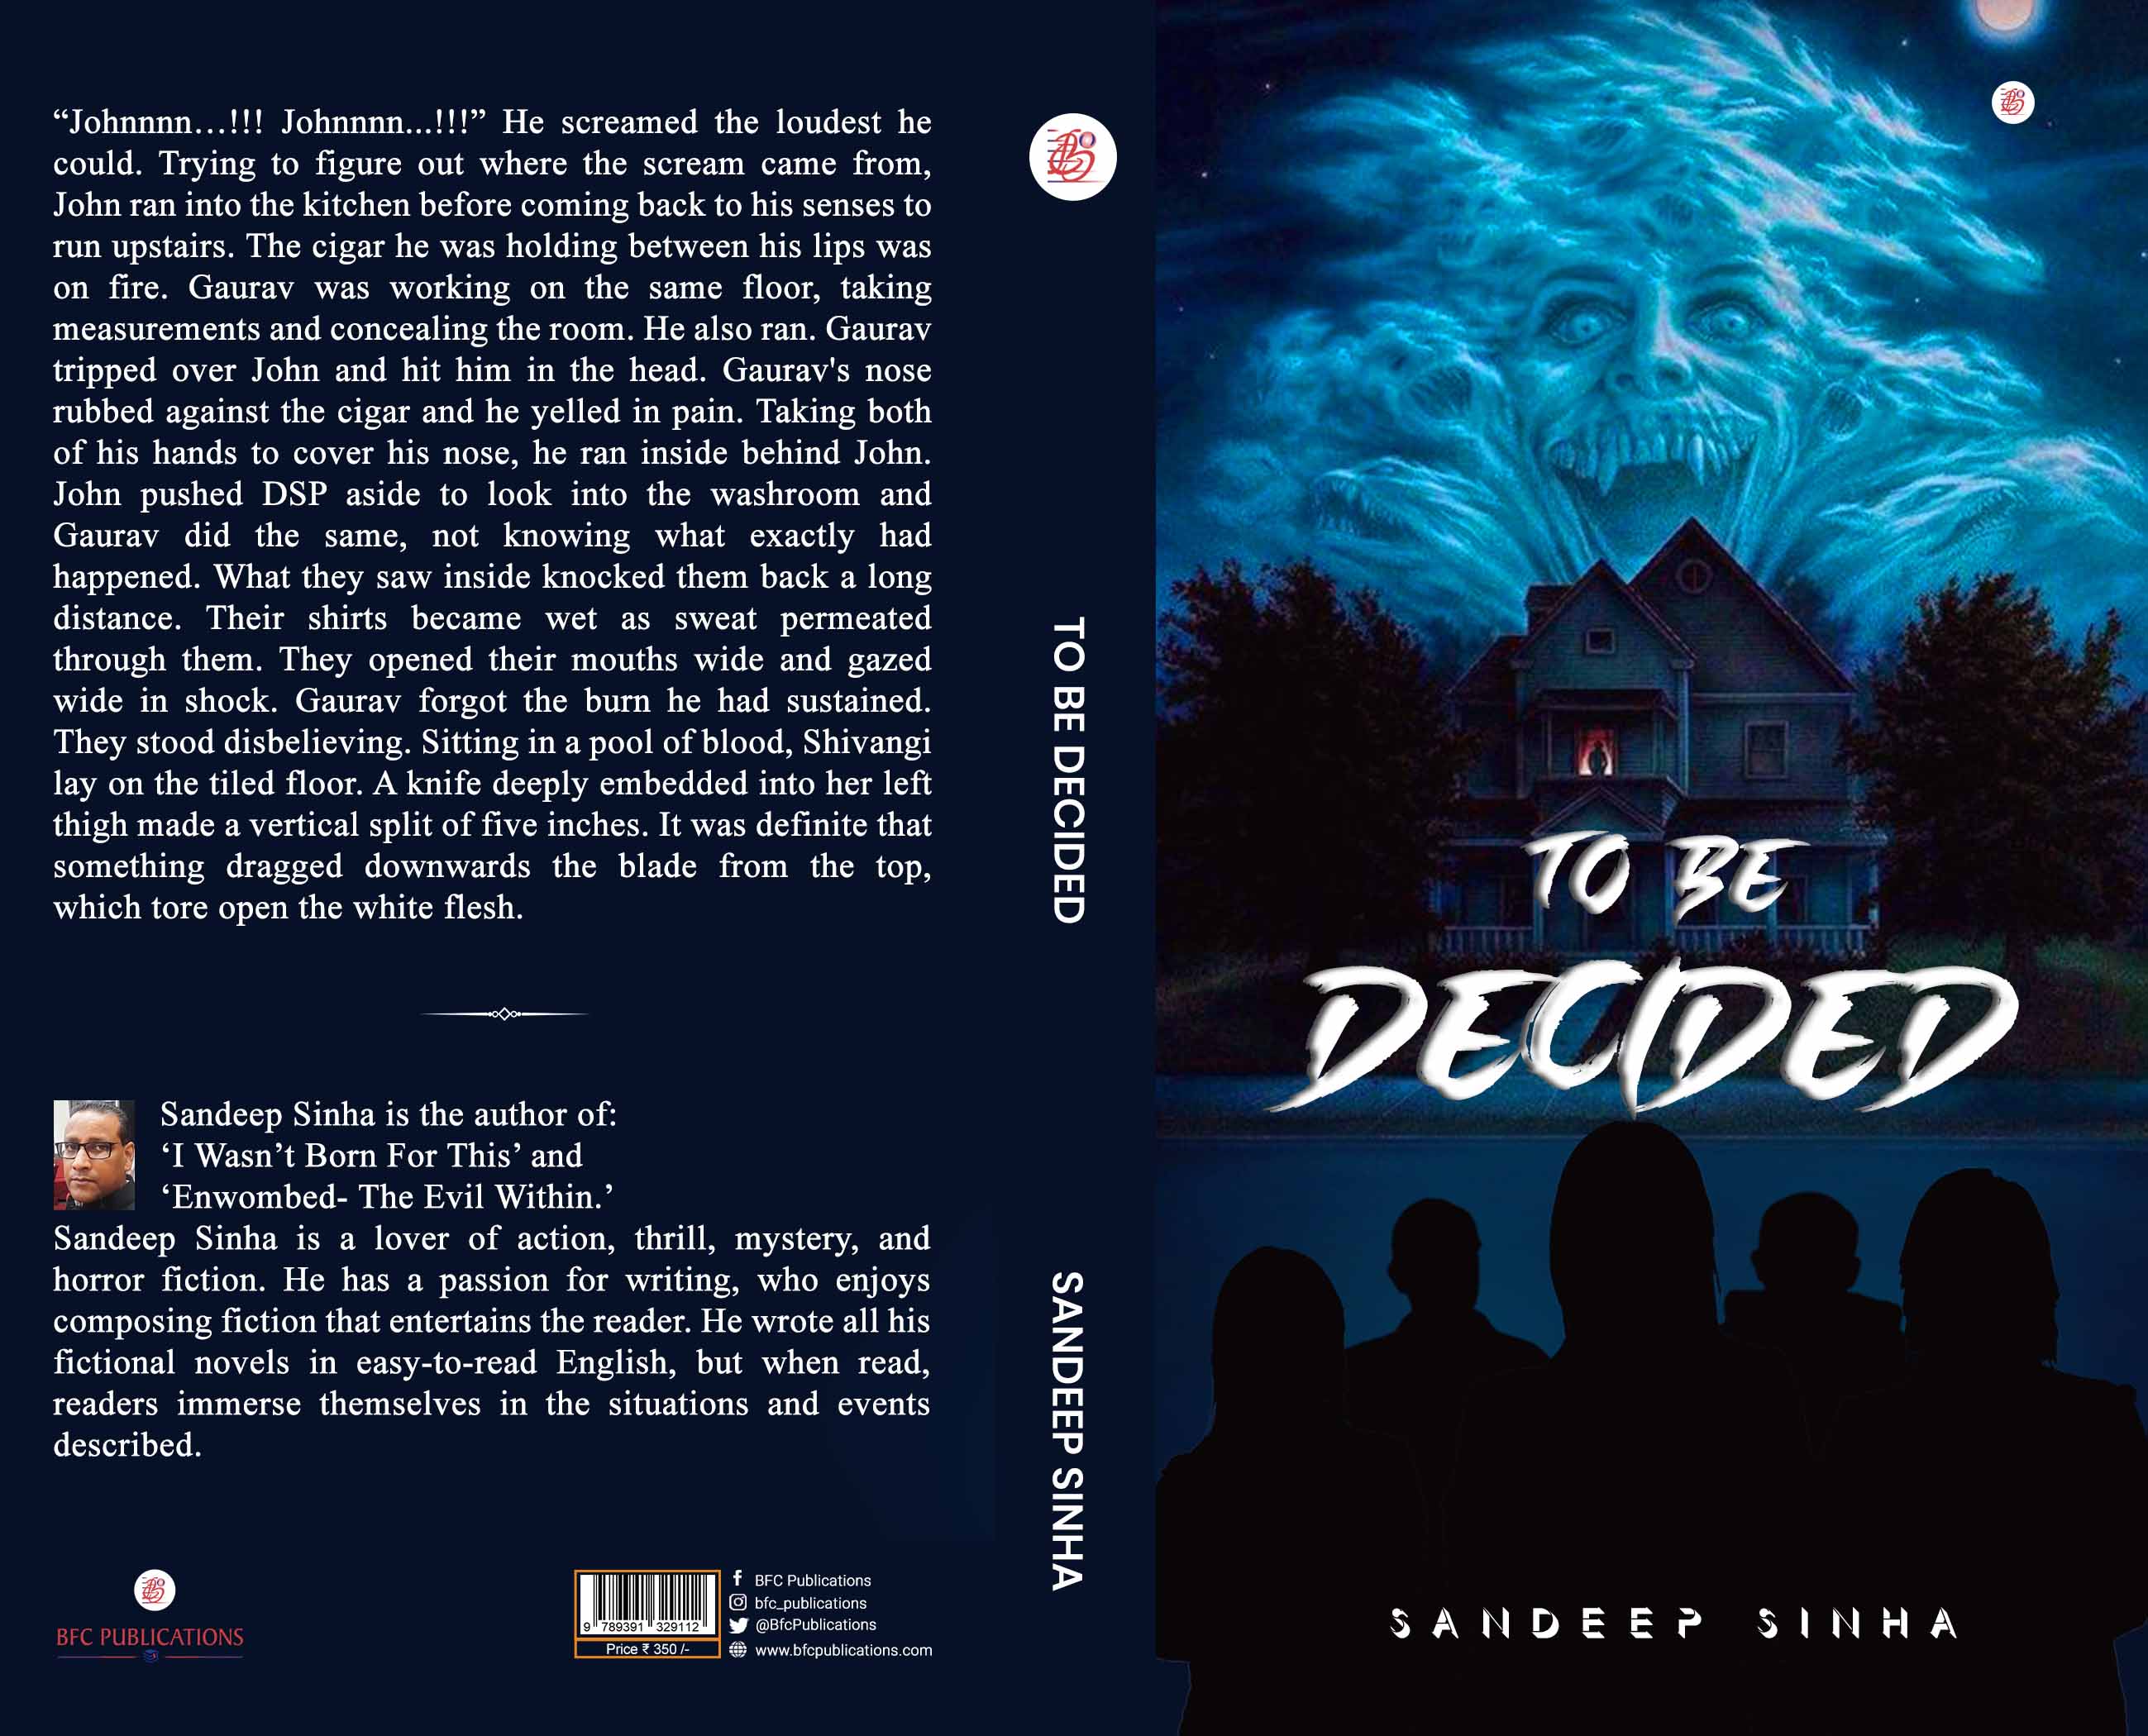 “Johnnnn…!!! Johnnnn...!!!” He screamed the loudest he
could. Trying to figure out where the scream came from,
John ran into the kitchen before coming back to his senses to
run upstairs. The cigar he was holding between his lips was
on fire. Gaurav was working on the same floor, taking
measurements and concealing the room. He also ran. Gaurav
tripped over John and hit him in the head. Gaurav's nose
rubbed against the cigar and he yelled in pain. Taking both
of his hands to cover his nose, he ran inside behind John.
John pushed DSP aside to look into the washroom and
Gaurav did the same, not knowing what exactly had
happened. What they saw inside knocked them back a long
distance. Their shirts became wet as sweat permeated
through them. They opened their mouths wide and gazed
wide in shock. Gaurav forgot the burn he had sustained.
They stood disbelieving. Sitting in a pool of blood, Shivangi
lay on the tiled floor. A knife deeply embedded into her left
thigh made a vertical split of five inches. It was definite that
something dragged downwards the blade from the top,
which tore open the white flesh.
Sandeep Sinha is the author of:
‘I Wasn’t Born For This’ and
‘Enwombed- The Evil Within.’
Sandeep Sinha is a lover of action, thrill, mystery, and
horror fiction. He has a passion for writing, who enjoys
composing fiction that entertains the reader. He wrote all his
fictional novels in easy-to-read English, but when read,
readers immerse themselves in the situations and events
described.
BFC PUBLICATIONS
9 789391 329112
Price ₹ 350 /-
BFC Publications
bfc_publications
@BfcPublications
www.bfcpublications.com
TO BE DECIDED
SANDEEP SINHA
TO BE
DECIDED
SANDEEP SINHA